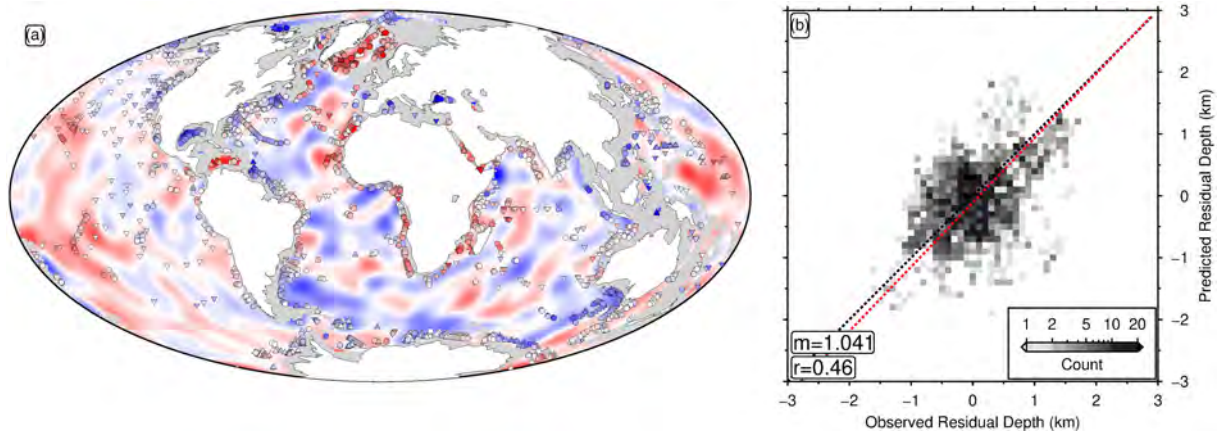 (a)
(b)
3
2
1
0
−1
−2
−3
Predicted Residual Depth (km)
m=1.041
r=0.46
1 2 5 10 20
Count
−3 −2 −1 0 1 2 3
Observed Residual Depth (km)